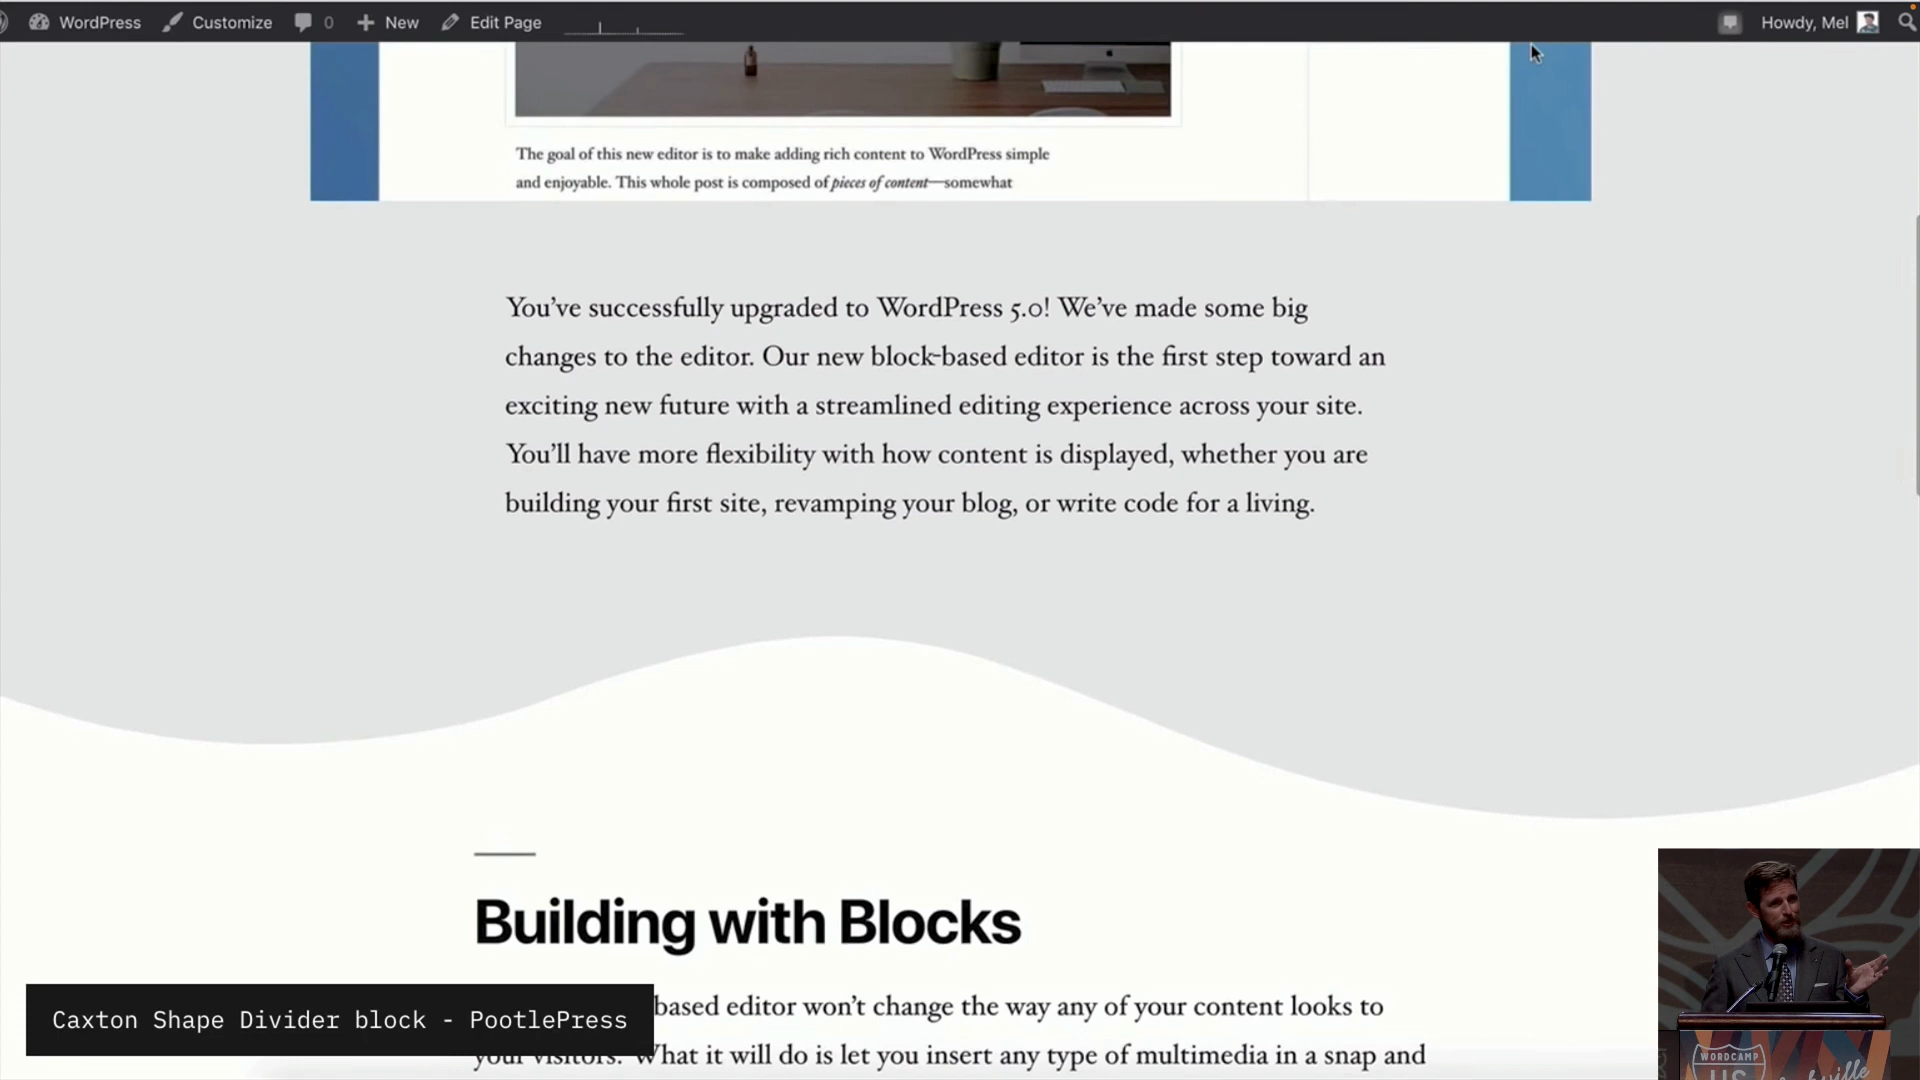 WordPress Customize 0 New Edit Page Howdy, Mel
The goal of this new editor is to make adding rich content to WordPress simple
and enjoyable. This whole post is composed of pieces of content—somewhat
You’ve successfully upgraded to WordPress 5.0! We’ve made some big
changes to the editor. Our new block-based editor is the first step toward an
exciting new future with a streamlined editing experience across your site.
You’ll have more flexibility with how content is displayed, whether you are
building your first site, revamping your blog, or write code for a living.
Building with Blocks
based editor won’t change the way any of your content looks to
your visitors. What it will do is let you insert any type of multimedia in a snap and
Caxton Shape Divider block - PootlePress
WORDCAMP
US